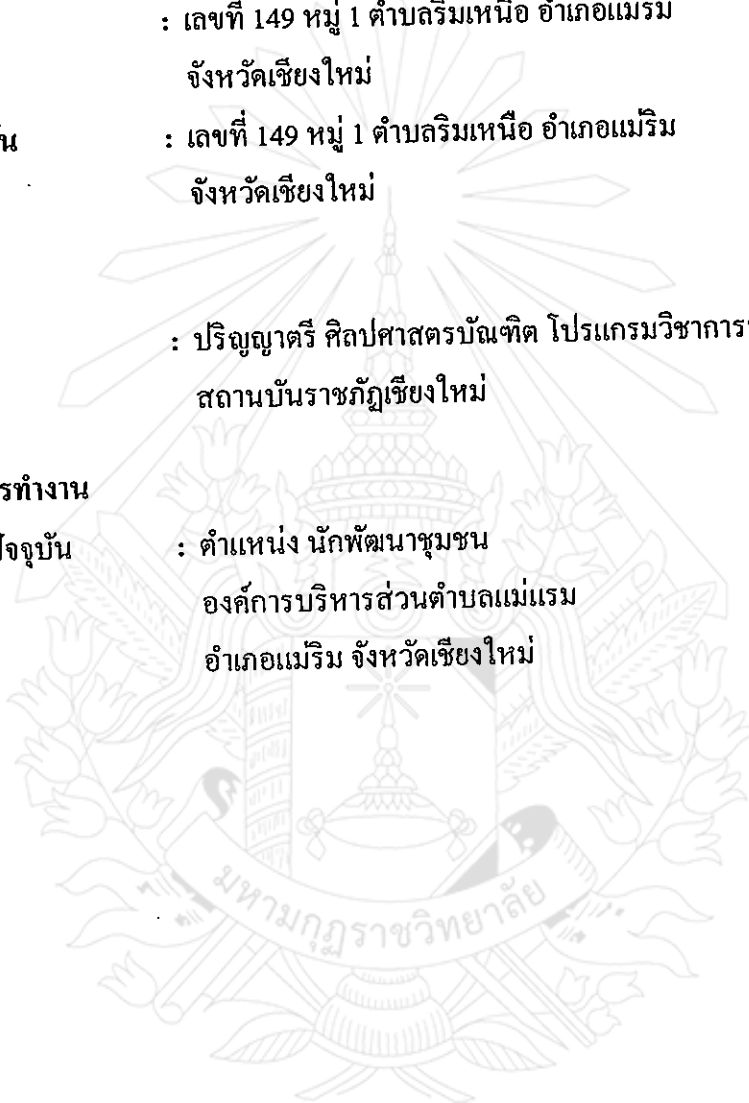 : เลขที่ 149 หมู่ 1 ตำบลริมเหนือ อำเภอแม่ริม
จังหวัดเชียงใหม่
: เลขที่ 149 หมู่ 1 ตำบลริมเหนือ อำเภอแม่ริม
จังหวัดเชียงใหม่
: ปริญญาตรี ศิลปศาสตรบัณฑิต โปรแกรมวิชาการ
สถานบันราชภัฏเชียงใหม่
รทำงาน
ปัจจุบัน : ตำแหน่ง นักพัฒนาชุมชน
องค์การบริหารส่วนตำบลแม่แรม
อำเภอแม่ริม จังหวัดเชียงใหม่
มหามกุฏราชวิทยาลัย